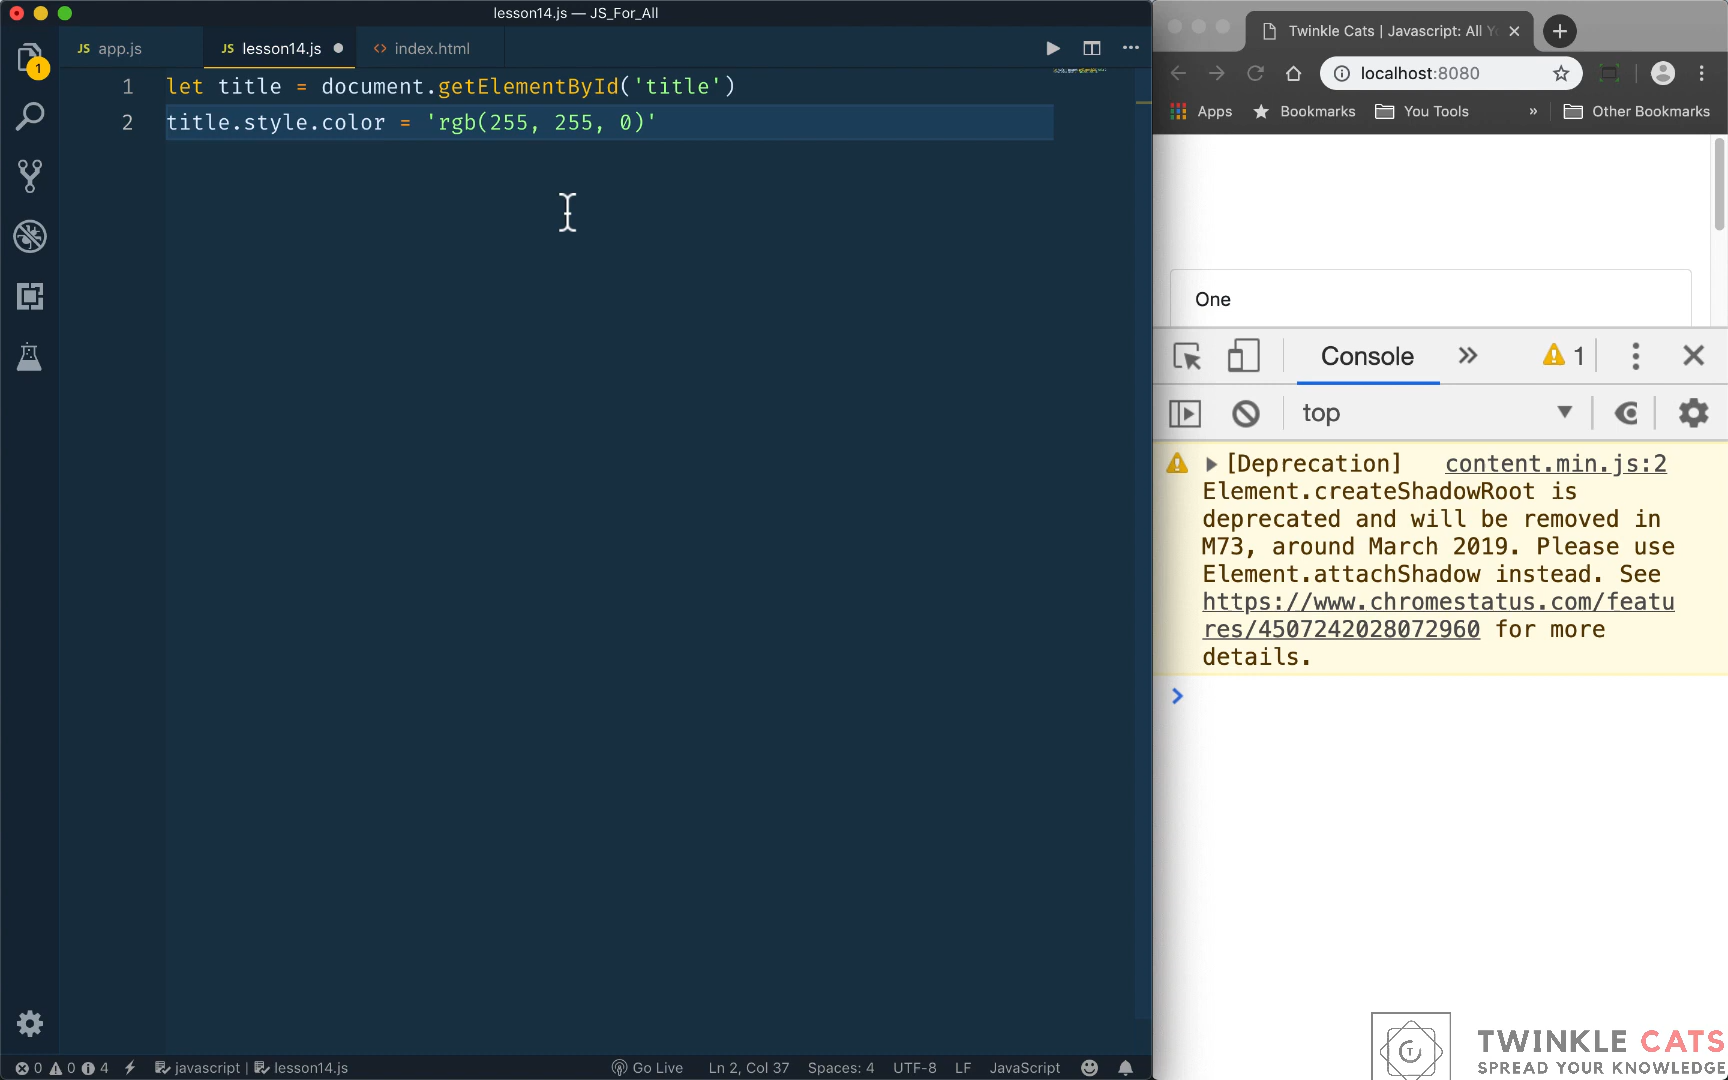 lesson14.js — JS_For_All
JS app.js
JS lesson14.js
<> index.html
1 let title = document.getElementById('title')
2 title.style.color = 'rgb(255, 255, 0)'
1
0 0 4 javascript | lesson14.js
Go Live Ln 2, Col 37 Spaces: 4 UTF-8 LF JavaScript
Twinkle Cats | Javascript: All
localhost:8080
Apps Bookmarks You Tools » Other Bookmarks
One
Console 1
top
[Deprecation] content.min.js:2
Element.createShadowRoot is
deprecated and will be removed in
M73, around March 2019. Please use
Element.attachShadow instead. See
https://www.chromestatus.com/featu
res/4507242028072960 for more
details.
TWINKLE CATS
SPREAD YOUR KNOWLEDGE